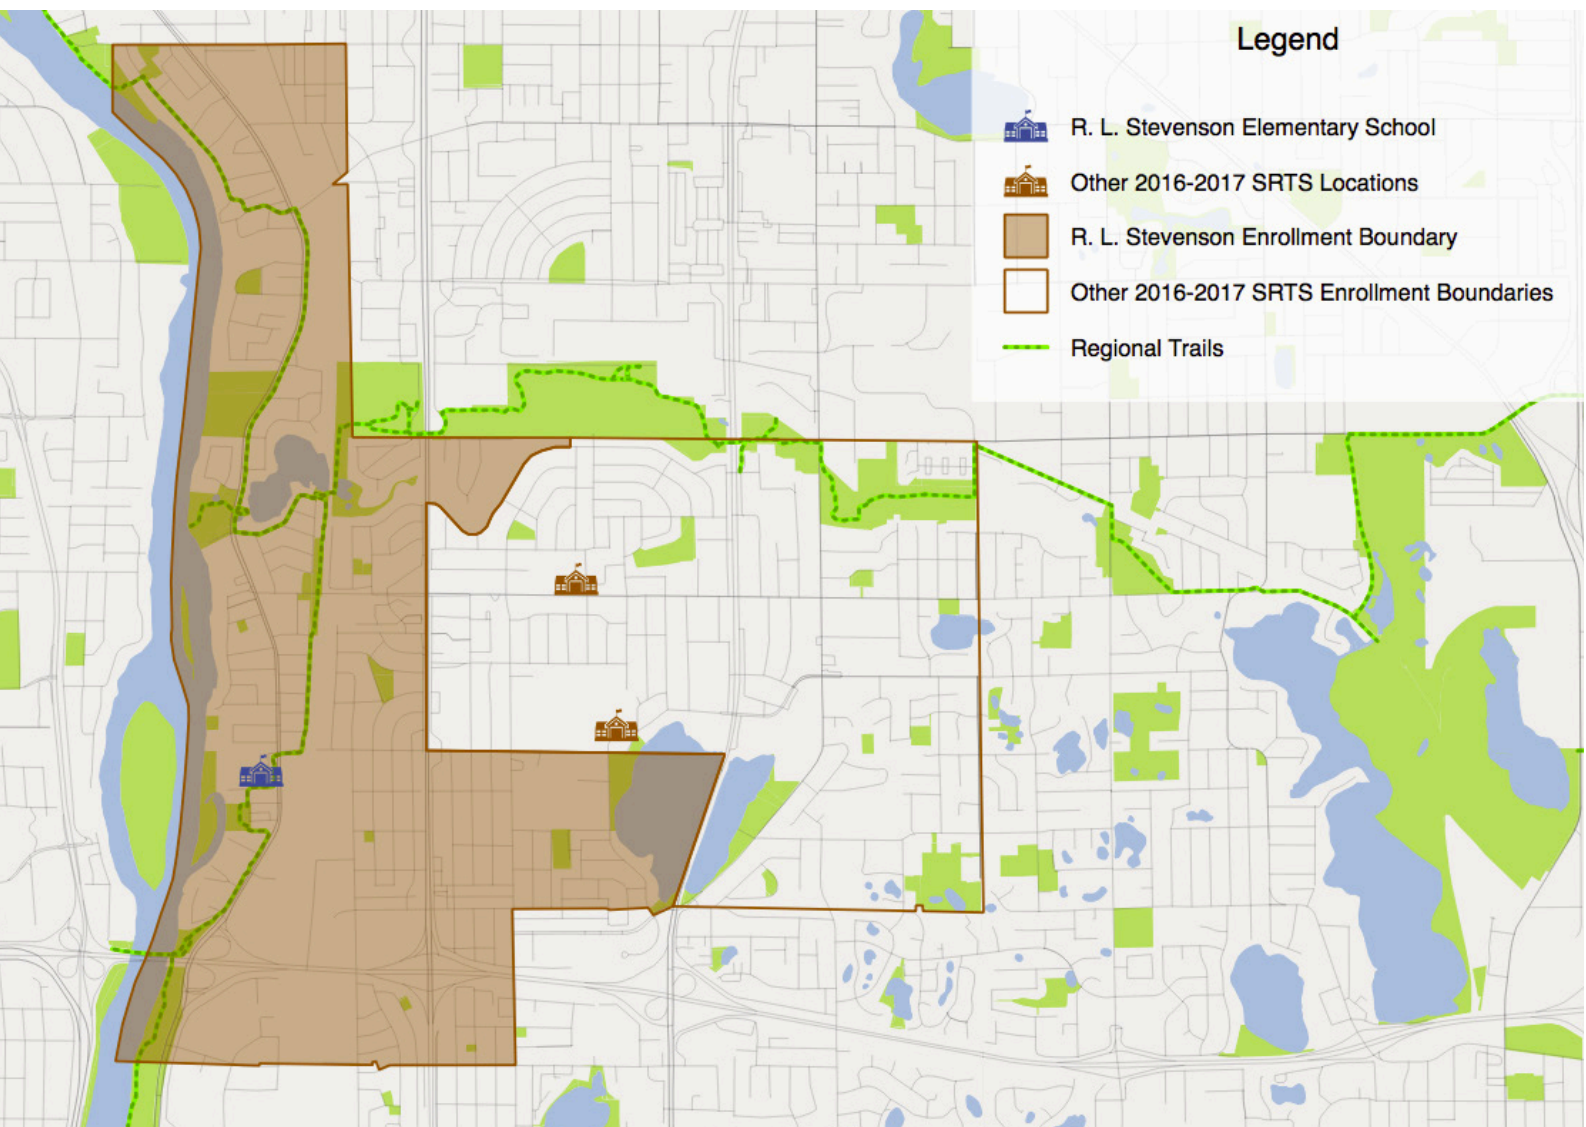 Legend
R. L. Stevenson Elementary School
Other 2016-2017 SRTS Locations
R. L. Stevenson Enrollment Boundary
Other 2016-2017 SRTS Enrollment Boundaries
Regional Trails